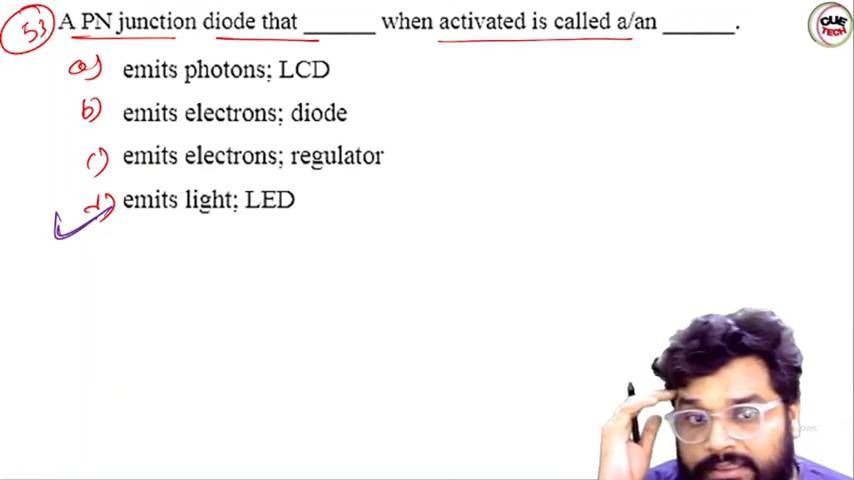 53 A PN junction diode that ______ when activated is called a/an ______.
CUE TECH
a) emits photons; LCD
b) emits electrons; diode
c) emits electrons; regulator
d) emits light; LED